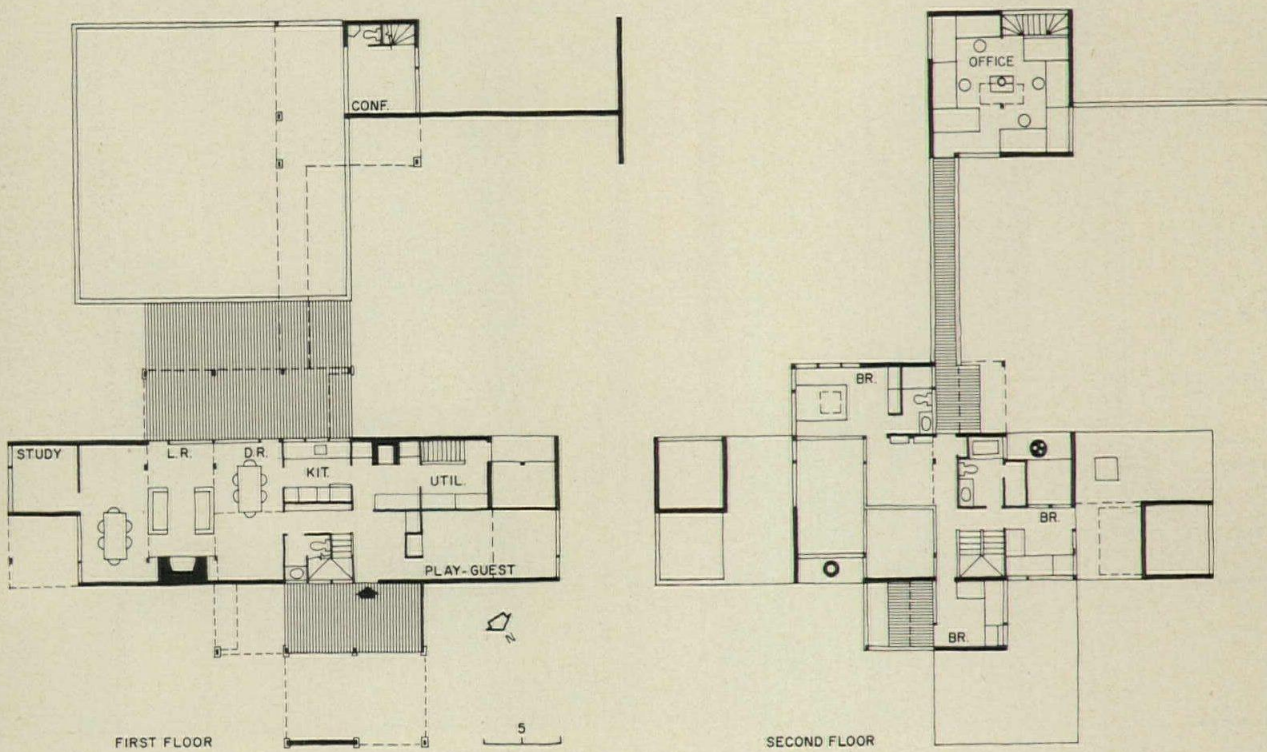 CONF.
STUDY
L.R.
D.R.
KIT.
UTIL.
PLAY-GUEST
N
FIRST FLOOR
5
OFFICE
BR.
BR.
BR.
SECOND FLOOR